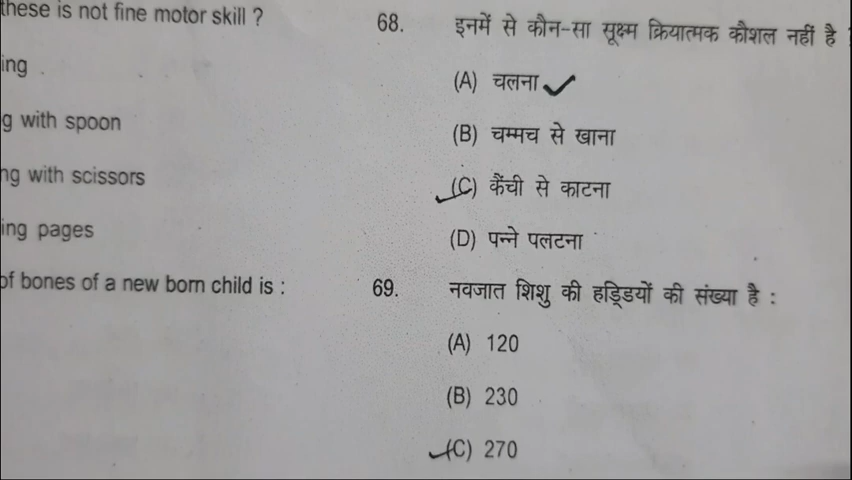 these is not fine motor skill ?
ing
g with spoon
ng with scissors
ing pages
of bones of a new born child is :
68. इनमें से कौन-सा सूक्ष्म क्रियात्मक कौशल नहीं है ?
(A) चलना
(B) चम्मच से खाना
(C) कैंची से काटना
(D) पन्ने पलटना
69. नवजात शिशु की हड्डियों की संख्या है :
(A) 120
(B) 230
(C) 270